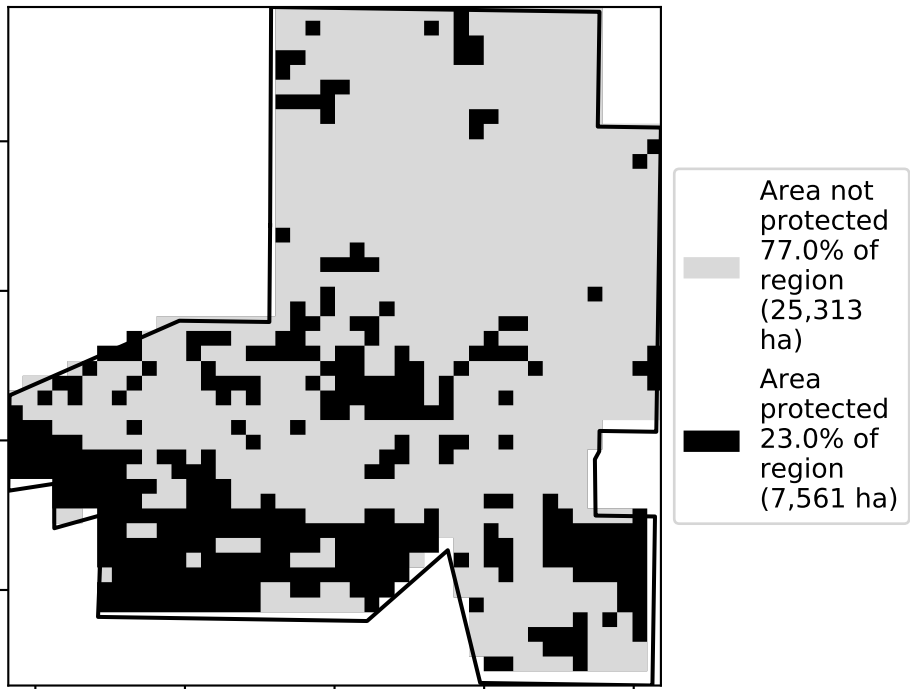 Area not
protected
77.0% of
region
(25,313
ha)
Area
protected
23.0% of
region
(7,561 ha)